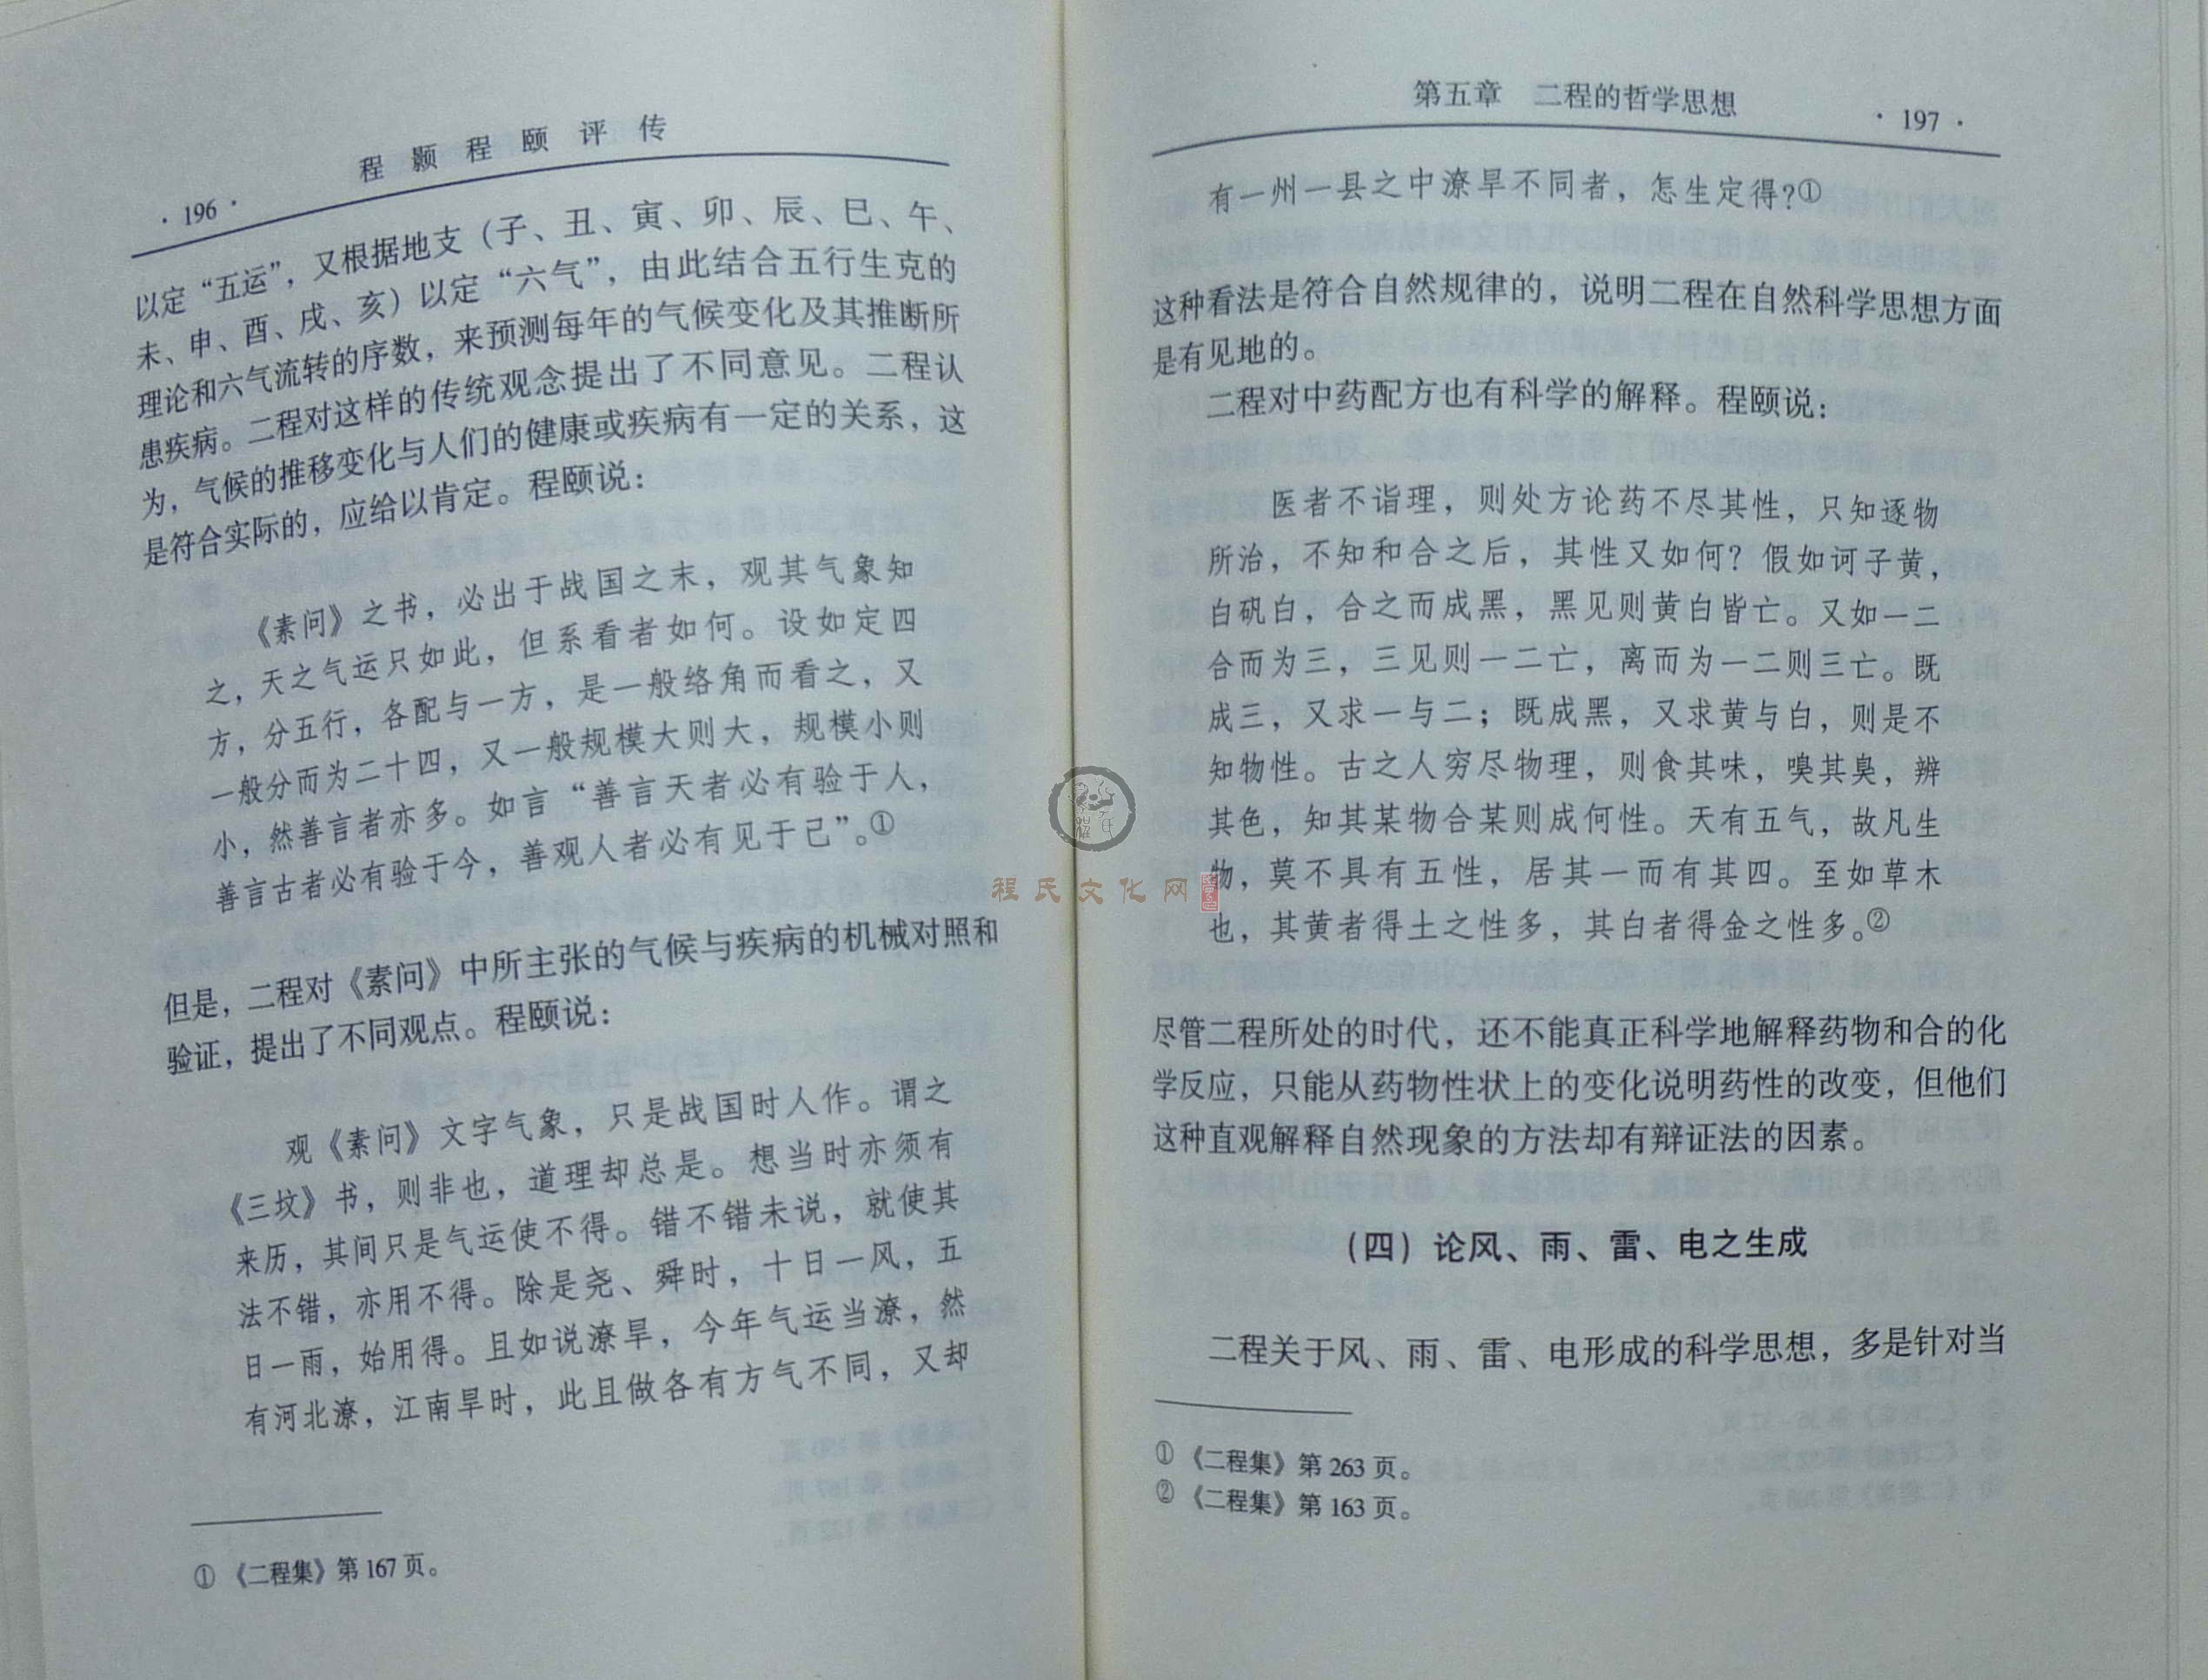 程颢程颐评传
·196·
以定“五运”，又根据地支（子、丑、寅、卯、辰、巳、午、
未、申、酉、戌、亥）以定“六气”，由此结合五行生克的
理论和六气流转的序数，来预测每年的气候变化及其推断所
患疾病。二程对这样的传统观念提出了不同意见。二程认
为，气候的推移变化与人们的健康或疾病有一定的关系，这
是符合实际的，应给以肯定。程颐说：
《素问》之书，必出于战国之末，观其气象知
之，天之气运只如此，但系看者如何。设如定四
方，分五行，各配与一方，是一般络角而看之，又
一般分而为二十四，又一般规模大则大，规模小则
小，然善言者亦多。如言“善言天者必有验于人，
善言古者必有验于今，善观人者必有见于己”。①
但是，二程对《素问》中所主张的气候与疾病的机械对照和
验证，提出了不同观点。程颐说：
观《素问》文字气象，只是战国时人作。谓之
《三坟》书，则非也，道理却总是。想当时亦须有
来历，其间只是气运使不得。错不错未说，就使其
法不错，亦用不得。除是尧、舜时，十日一风，五
日一雨，始用得。且如说潦旱，今年气运当潦，然
有河北潦，江南旱时，此且做各有方气不同，又却
①《二程集》第167页。
第五章 二程的哲学思想
·197·
有一州一县之中潦旱不同者，怎生定得?①
这种看法是符合自然规律的，说明二程在自然科学思想方面
是有见地的。
二程对中药配方也有科学的解释。程颐说：
医者不诣理，则处方论药不尽其性，只知逐物
所治，不知和合之后，其性又如何？假如诃子黄，
白矾白，合之而成黑，黑见则黄白皆亡。又如一二
合而为三，三见则一二亡，离而为一二则三亡。既
成三，又求一与二；既成黑，又求黄与白，则是不
知物性。古之人穷尽物理，则食其味，嗅其臭，辨
其色，知其某物合某则成何性。天有五气，故凡生
物，莫不具有五性，居其一而有其四。至如草木
也，其黄者得土之性多，其白者得金之性多。②
尽管二程所处的时代，还不能真正科学地解释药物和合的化
学反应，只能从药物性状上的变化说明药性的改变，但他们
这种直观解释自然现象的方法却有辩证法的因素。
（四）论风、雨、雷、电之生成
二程关于风、雨、雷、电形成的科学思想，多是针对当
①《二程集》第263页。
②《二程集》第163页。
程氏文化网